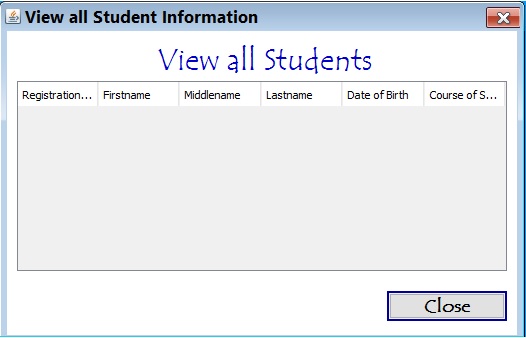 View all Student Information
View all Students
Registration... Firstname Middlename Lastname Date of Birth Course of S...
Close